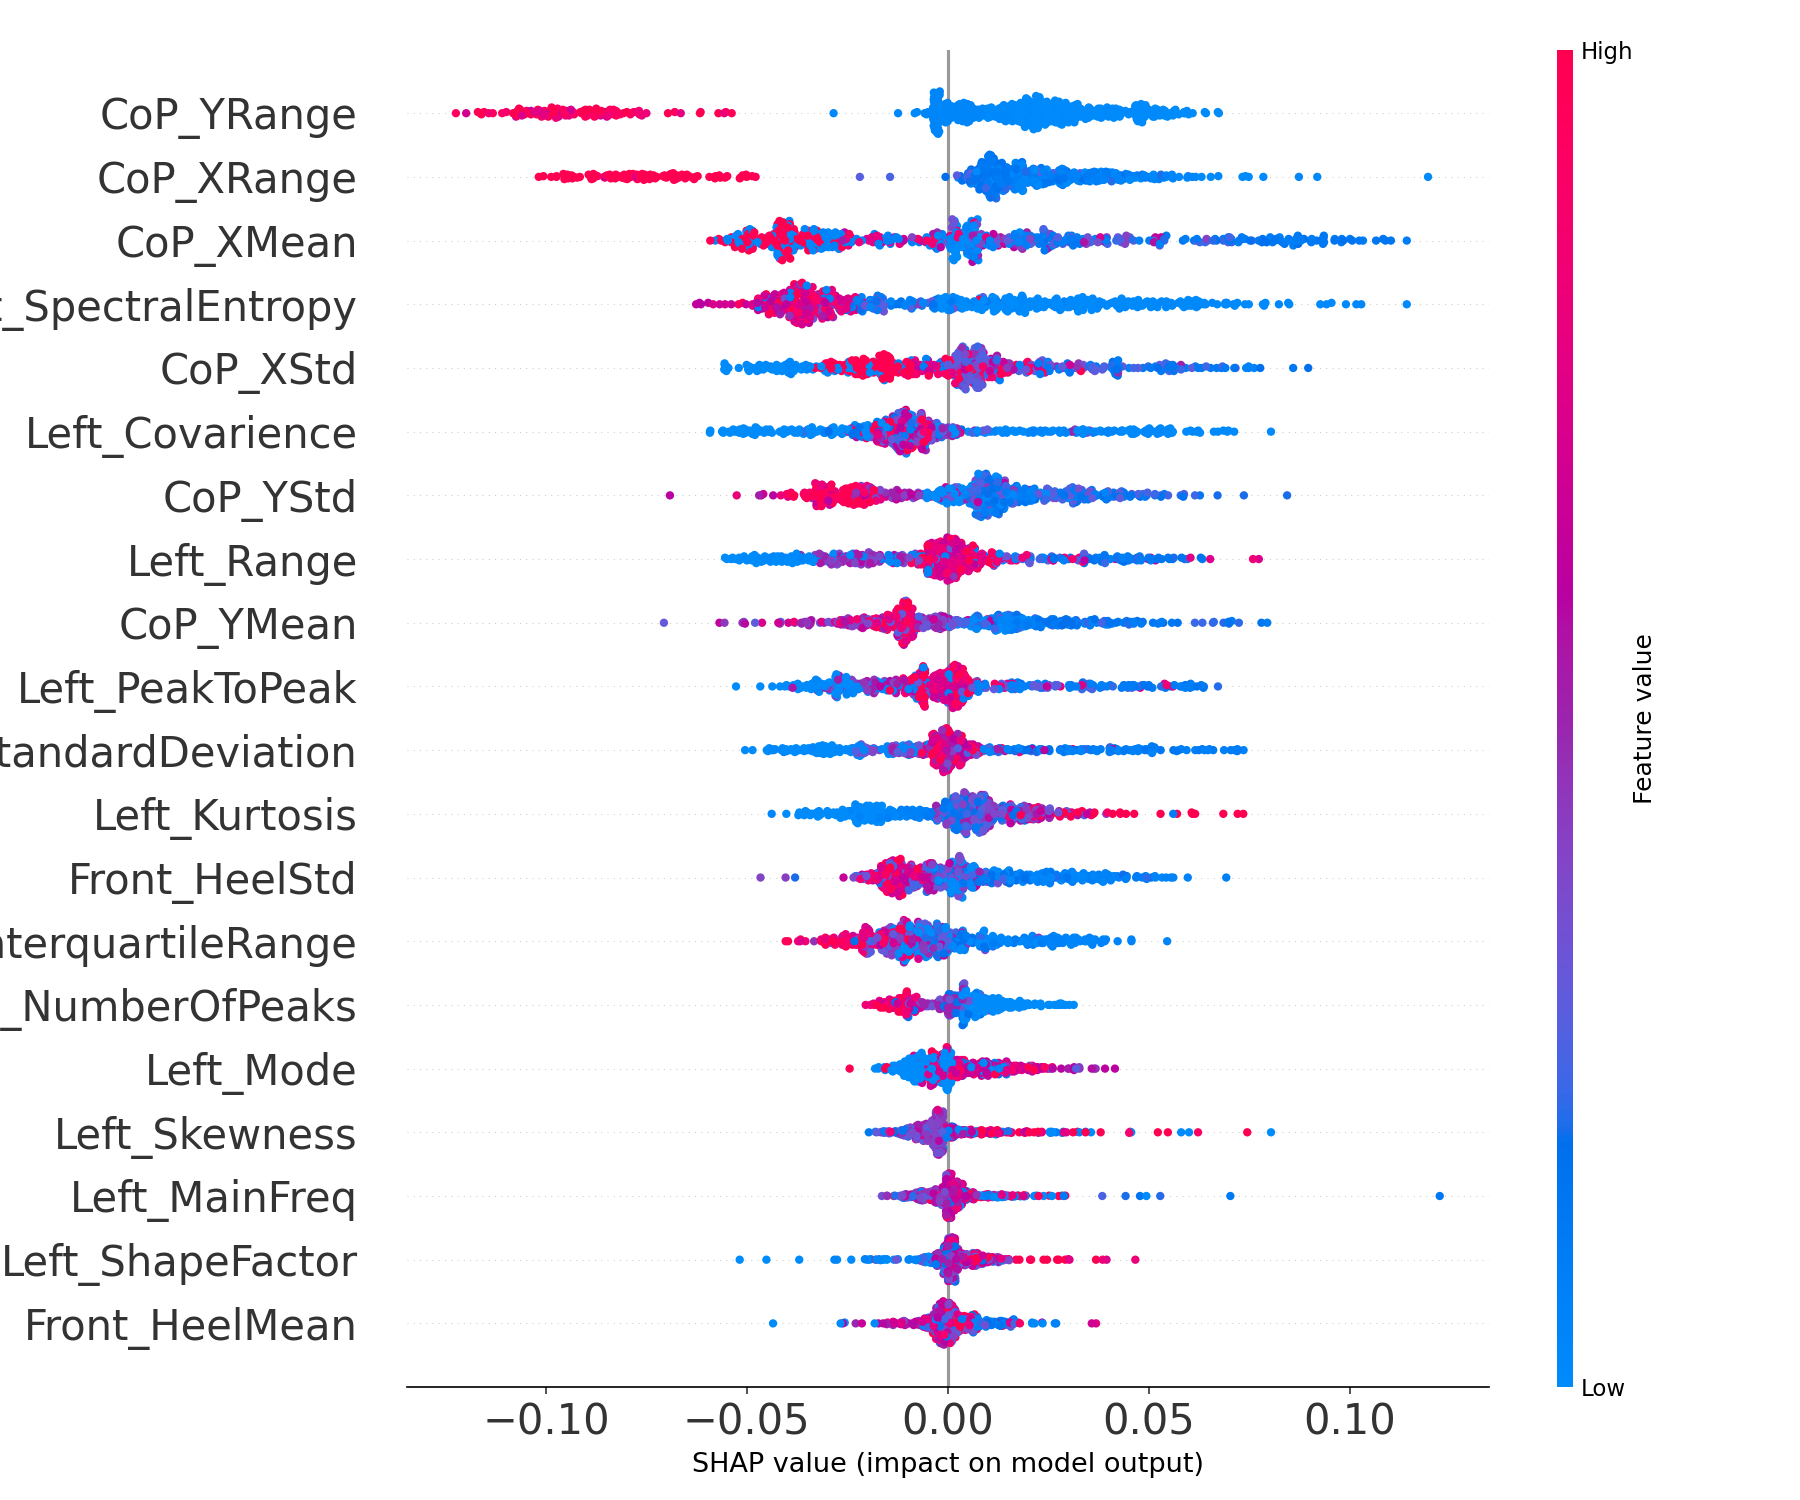 High
CoP_YRange
CoP_XRange
CoP_XMean
t_SpectralEntropy
CoP_XStd
Left_Covarience
CoP_YStd
Left_Range
CoP_YMean
Left_PeakToPeak
tandardDeviation
Left_Kurtosis
Front_HeelStd
nterquartileRange
_NumberOfPeaks
Left_Mode
Left_Skewness
Left_MainFreq
Left_ShapeFactor
Front_HeelMean
Feature value
Low
−0.10 −0.05 0.00 0.05 0.10
SHAP value (impact on model output)